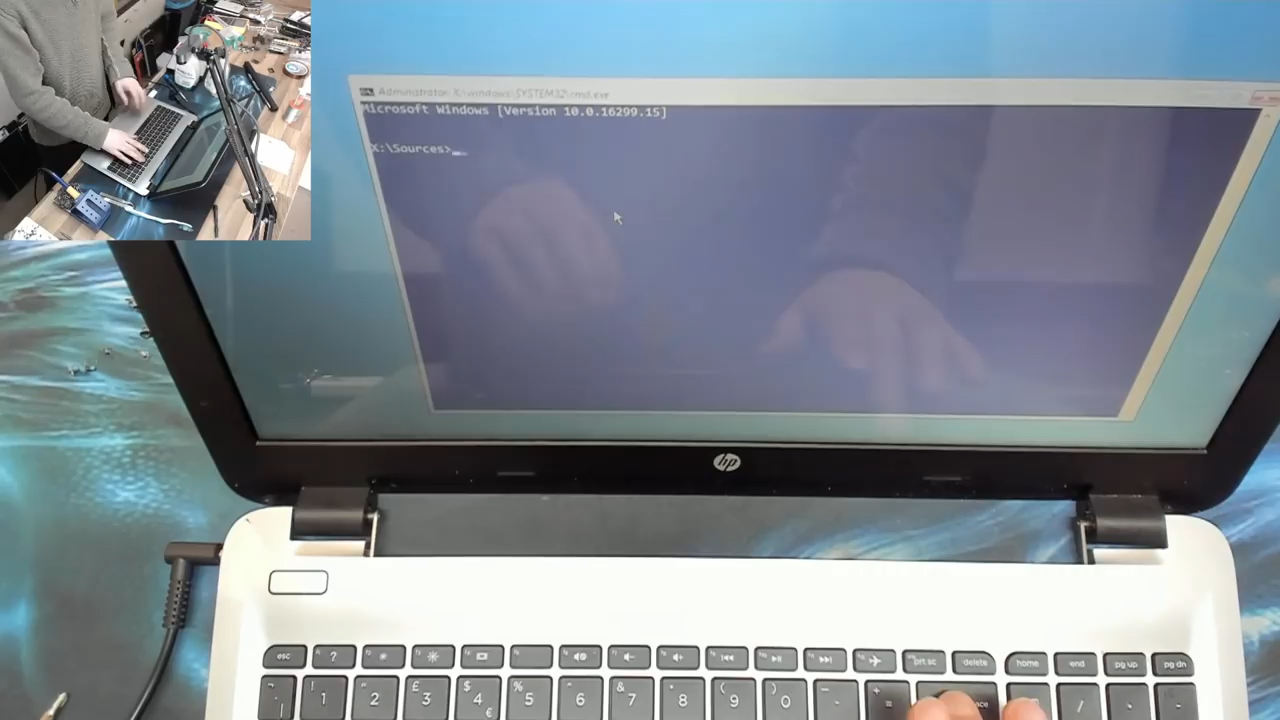 Administrator: X:\windows\SYSTEM32\cmd.exe
Microsoft Windows [Version 10.0.16299.15]
X:\Sources>
hp
esc ? prt sc delete home end pg up pg dn
! 1 " 2 £ 3 $ 4 € % 5 ^ 6 & 7 * 8 ( 9 ) 0 - + = / * -